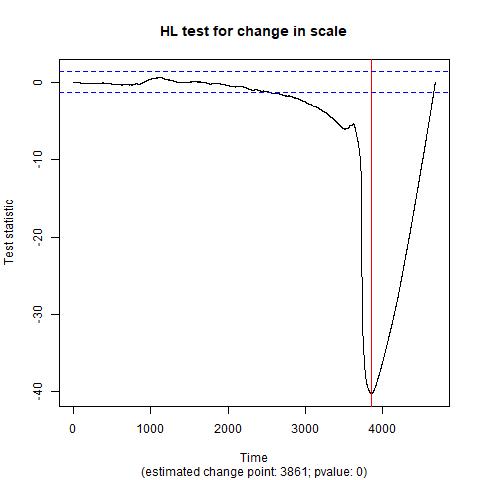 HL test for change in scale
Test statistic
0
-10
-20
-30
-40
0 1000 2000 3000 4000
Time
(estimated change point: 3861; pvalue: 0)